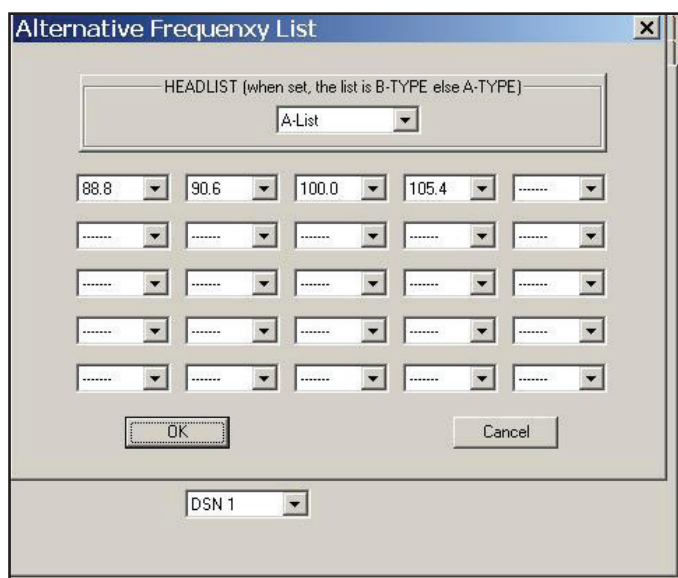 Alternative Frequenxy List
HEADLIST (when set, the list is B-TYPE else A-TYPE)
A-List
88.8 90.6 100.0 105.4 -------
------- ------- ------- ------- -------
------- ------- ------- ------- -------
------- ------- ------- ------- -------
------- ------- ------- ------- -------
OK Cancel
DSN 1